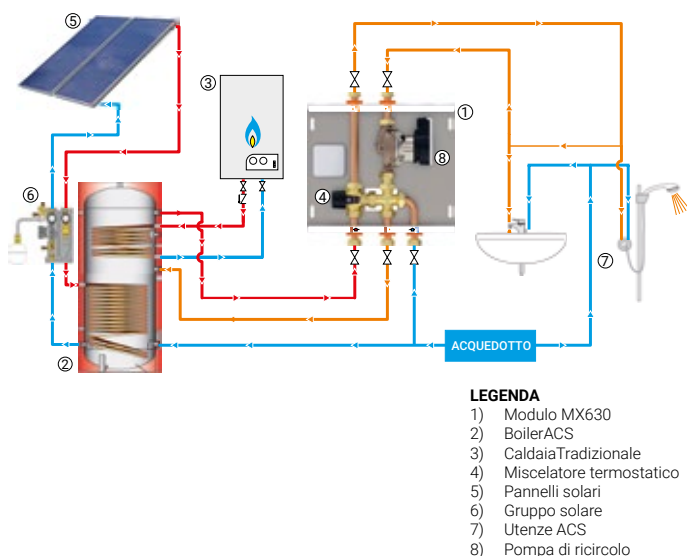 ⑤
③
①
⑧
⑥
④
⑦
②
ACQUEDOTTO
LEGENDA
1) Modulo MX630
2) BoilerACS
3) CaldaiaTradizionale
4) Miscelatore termostatico
5) Pannelli solari
6) Gruppo solare
7) Utenze ACS
8) Pompa di ricircolo